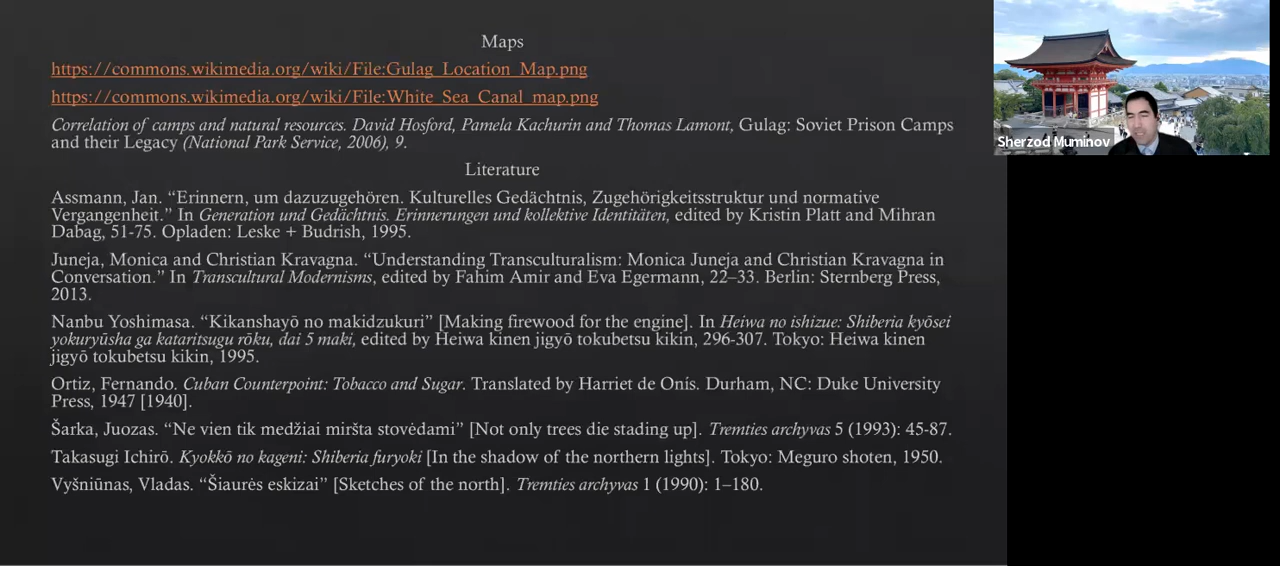 Maps
https://commons.wikimedia.org/wiki/File:Gulag_Location_Map.png
https://commons.wikimedia.org/wiki/File:White_Sea_Canal_map.png
Correlation of camps and natural resources. David Hosford, Pamela Kachurin and Thomas Lamont, Gulag: Soviet Prison Camps
and their Legacy (National Park Service, 2006), 9.
Literature
Assmann, Jan. “Erinnern, um dazuzugehören. Kulturelles Gedächtnis, Zugehörigkeitsstruktur und normative
Vergangenheit.” In Generation und Gedächtnis. Erinnerungen und kollektive Identitäten, edited by Kristin Platt and Mihran
Dabag, 51-75. Opladen: Leske + Budrish, 1995.
Juneja, Monica and Christian Kravagna. “Understanding Transculturalism: Monica Juneja and Christian Kravagna in
Conversation.” In Transcultural Modernisms, edited by Fahim Amir and Eva Egermann, 22–33. Berlin: Sternberg Press,
2013.
Nanbu Yoshimasa. “Kikanshayō no makidzukuri” [Making firewood for the engine]. In Heiwa no ishizue: Shiberia kyōsei
yokuryūsha ga kataritsugu rōku, dai 5 maki, edited by Heiwa kinen jigyō tokubetsu kikin, 296-307. Tokyo: Heiwa kinen
jigyō tokubetsu kikin, 1995.
Ortiz, Fernando. Cuban Counterpoint: Tobacco and Sugar. Translated by Harriet de Onís. Durham, NC: Duke University
Press, 1947 [1940].
Šarka, Juozas. “Ne vien tik medžiai miršta stovėdami” [Not only trees die stading up]. Tremties archyvas 5 (1993): 45-87.
Takasugi Ichirō. Kyokkō no kageni: Shiberia furyoki [In the shadow of the northern lights]. Tokyo: Meguro shoten, 1950.
Vyšniūnas, Vladas. “Šiaurės eskizai” [Sketches of the north]. Tremties archyvas 1 (1990): 1–180.
Sherzod Muminov